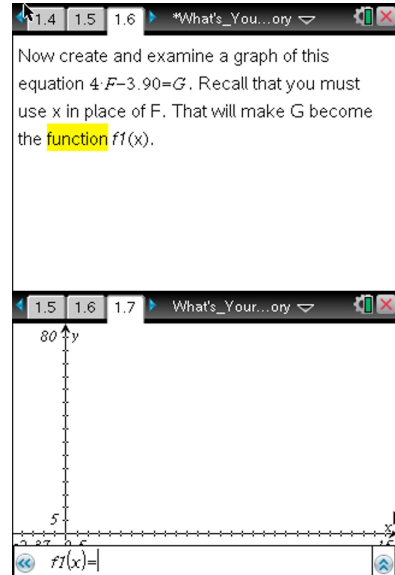 1.4 1.5 1.6 *What's_You...ory
Now create and examine a graph of this
equation 4·F−3.90=G. Recall that you must
use x in place of F. That will make G become
the function f1(x).
1.5 1.6 1.7 What's_Your...ory
80 y
5
x
f1(x)=